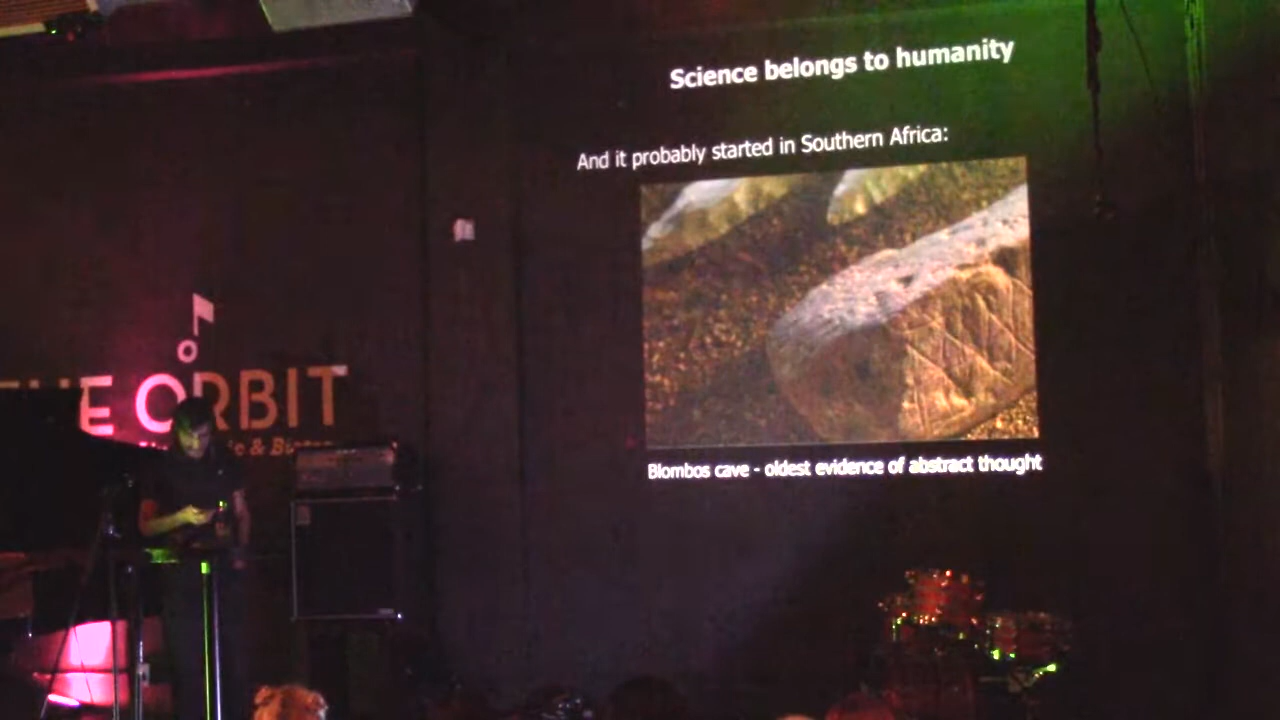 Science belongs to humanity
And it probably started in Southern Africa:
Blombos cave - oldest evidence of abstract thought
THE ORBIT
& Bistro